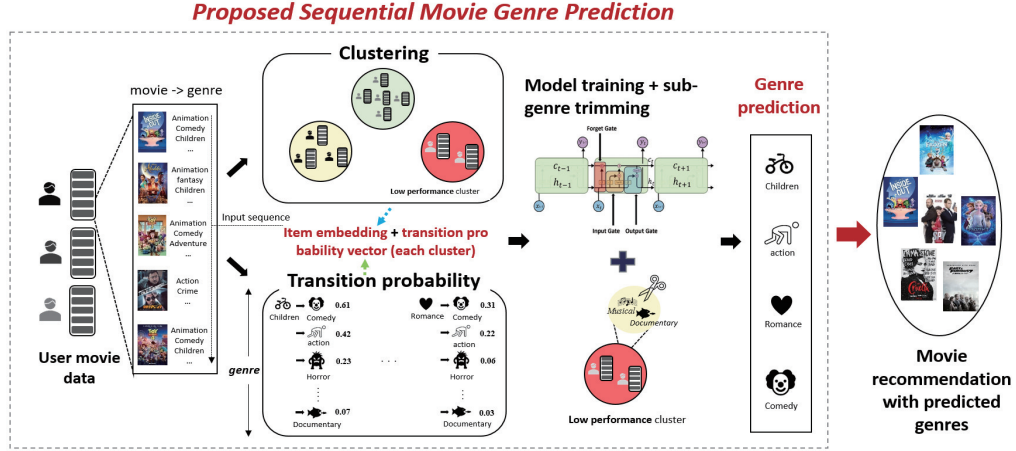 Proposed Sequential Movie Genre Prediction
movie -> genre
Animation
Comedy
Children
...
Animation
fantasy
Children
...
Animation
Comedy
Adventure
Action
Crime
...
Animation
Comedy
Children
...
User movie
data
Input sequence
Clustering
Low performance cluster
Item embedding + transition pro
bability vector (each cluster)
Transition probability
genre
Children
Comedy
0.61
action
0.42
Horror
0.23
Documentary
0.07
. . . .
Romance
Comedy
0.31
action
0.22
Horror
0.06
Documentary
0.03
Model training + sub-
genre trimming
Forget Gate
Input Gate
Output Gate
Musical
Documentary
Low performance cluster
Genre
prediction
Children
action
Romance
Comedy
INSIDE
OUT
Movie
recommendation
with predicted
genres